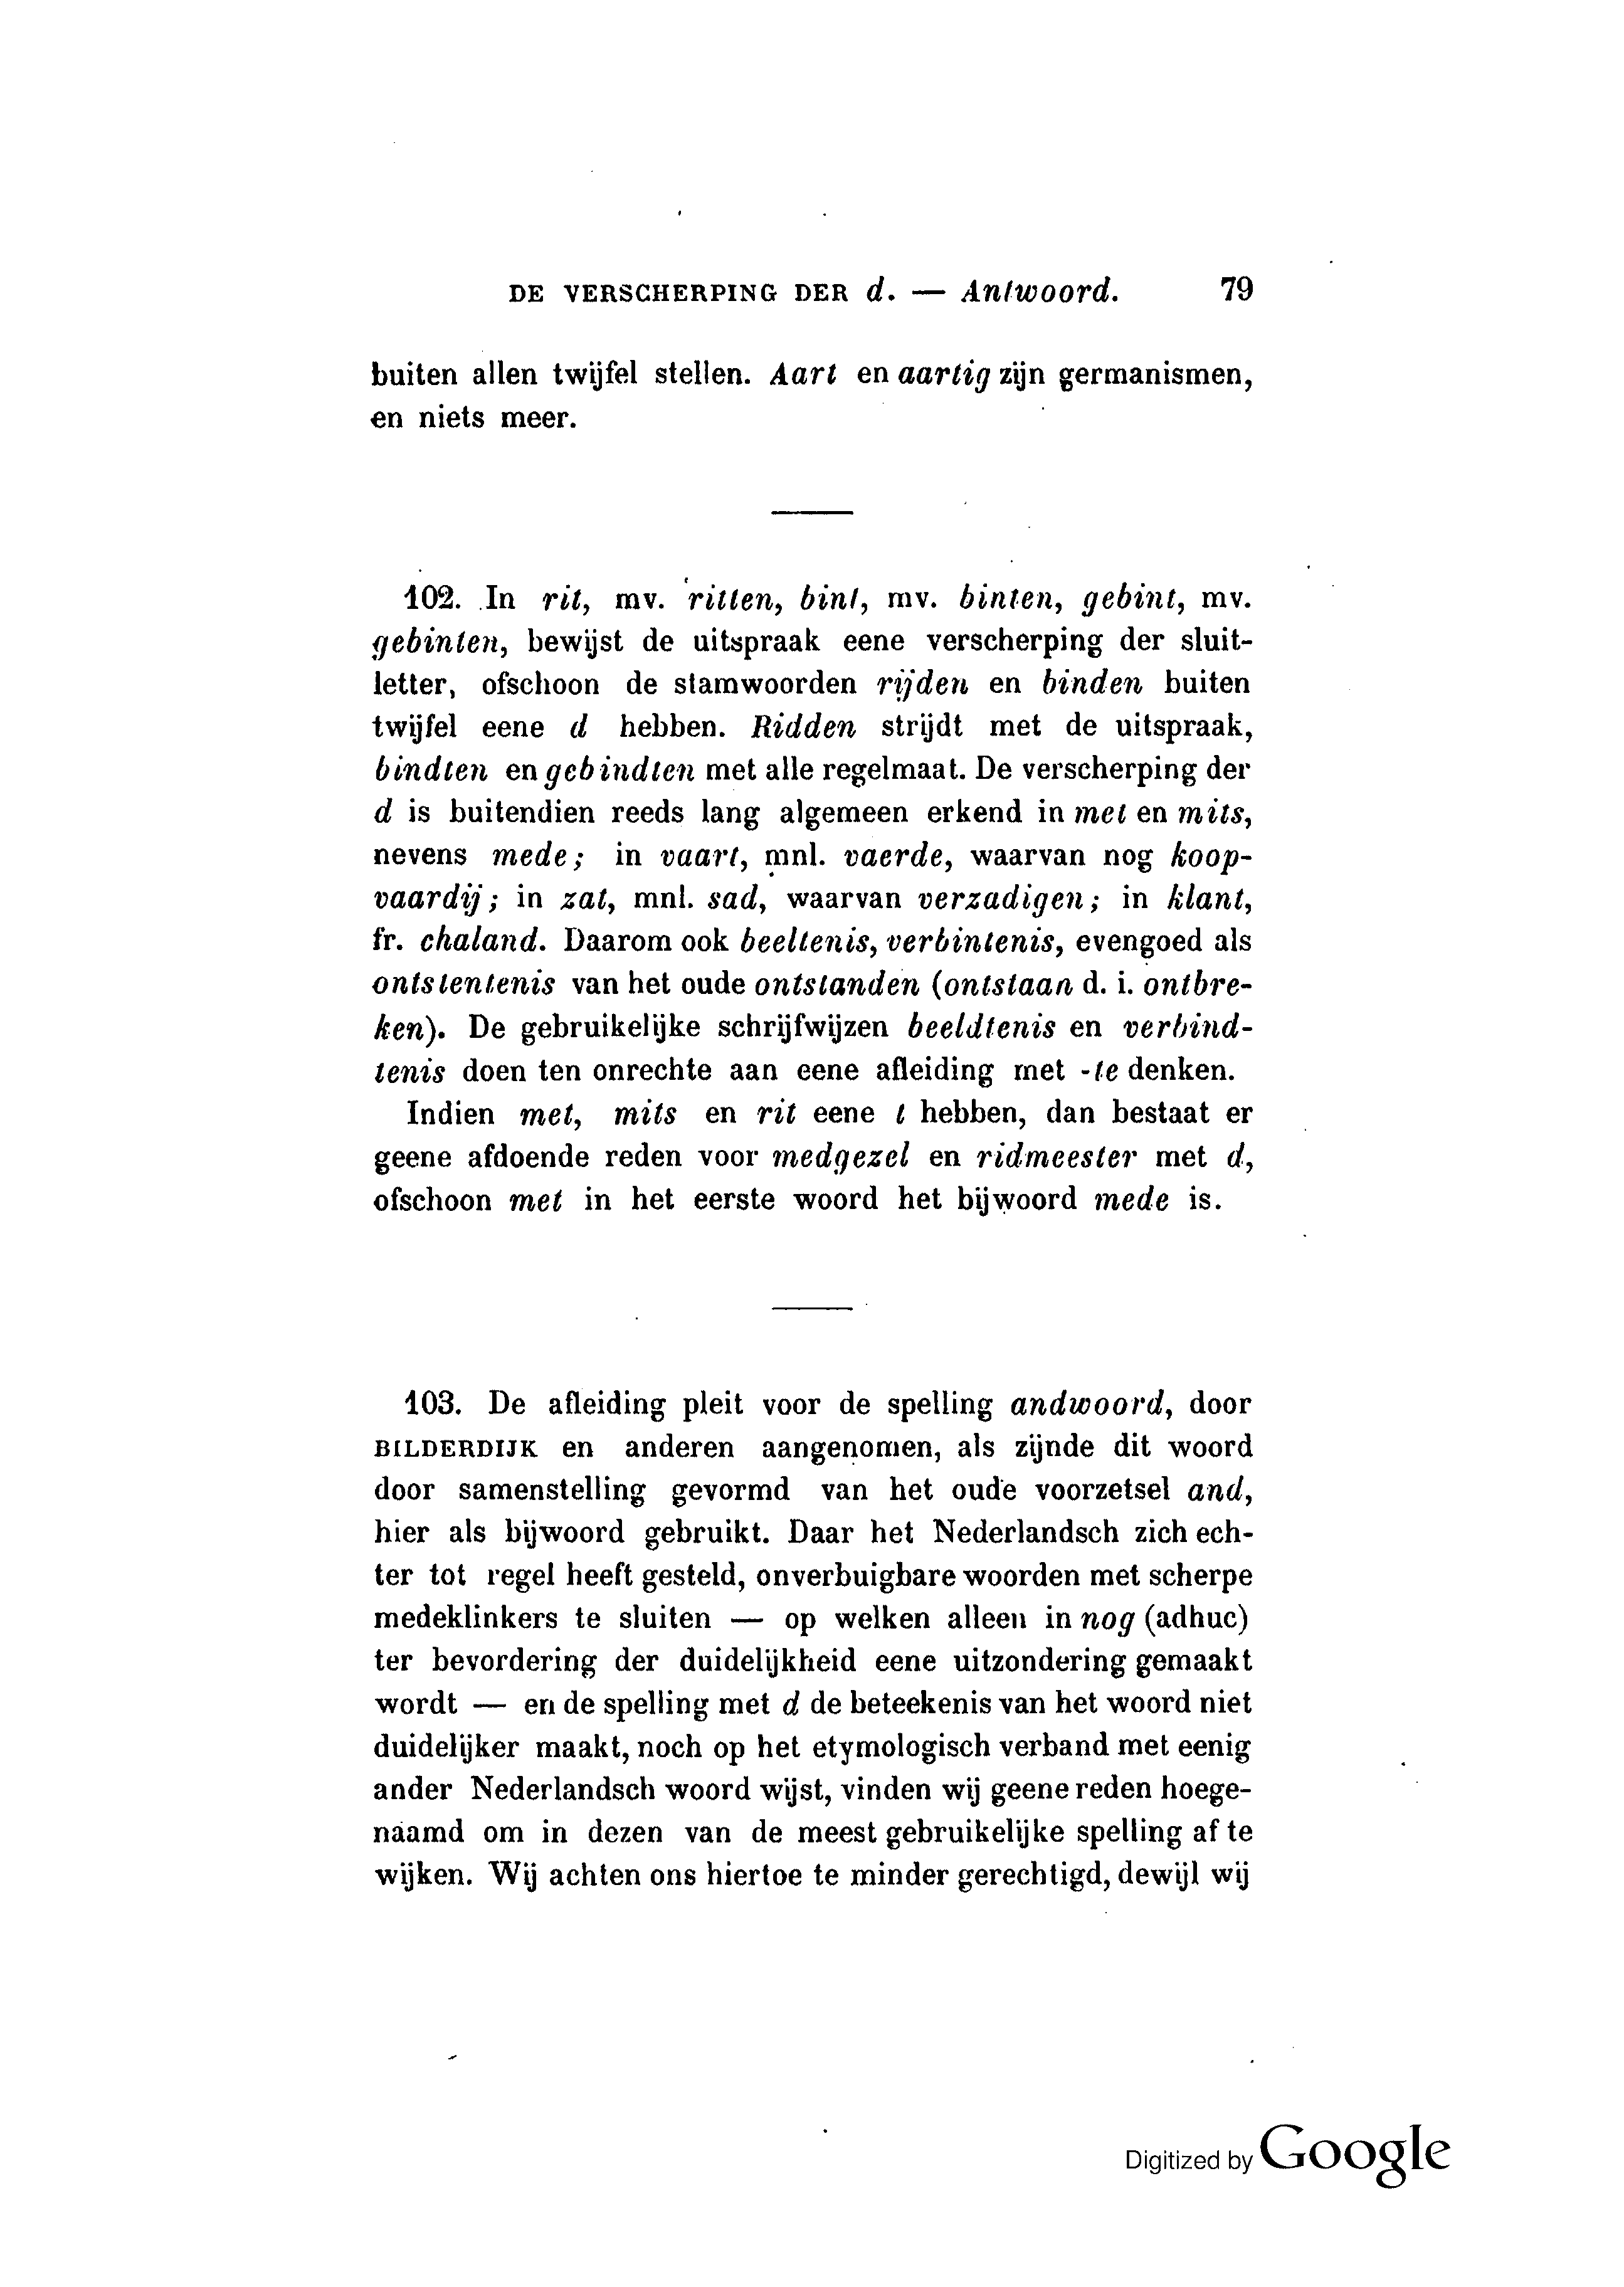 DE VERSCHERPING DER d. — Antwoord. 79
buiten allen twijfel stellen. Aart en aartig zijn germanismen,
en niets meer.
102. In rit, mv. ritten, bint, mv. binten, gebint, mv.
gebinten, bewijst de uitspraak eene verscherping der sluit-
letter, ofschoon de stamwoorden rijden en binden buiten
twijfel eene d hebben. Ridden strijdt met de uitspraak,
bindten en gebindten met alle regelmaat. De verscherping der
d is buitendien reeds lang algemeen erkend in met en mits,
nevens mede; in vaart, mnl. vaerde, waarvan nog koop-
vaardij; in zat, mnl. sad, waarvan verzadigen; in klant,
fr. chaland. Daarom ook beeltenis, verbintenis, evengoed als
ontstentenis van het oude ontstanden (ontstaan d. i. ontbre-
ken). De gebruikelijke schrijfwijzen beeldtenis en verbind-
tenis doen ten onrechte aan eene afleiding met -te denken.
Indien met, mits en rit eene t hebben, dan bestaat er
geene afdoende reden voor medgezel en ridmeester met d,
ofschoon met in het eerste woord het bijwoord mede is.
103. De afleiding pleit voor de spelling andwoord, door
BILDERDIJK en anderen aangenomen, als zijnde dit woord
door samenstelling gevormd van het oude voorzetsel and,
hier als bijwoord gebruikt. Daar het Nederlandsch zich ech-
ter tot regel heeft gesteld, onverbuigbare woorden met scherpe
medeklinkers te sluiten — op welken alleen in nog (adhuc)
ter bevordering der duidelijkheid eene uitzondering gemaakt
wordt — en de spelling met d de beteekenis van het woord niet
duidelijker maakt, noch op het etymologisch verband met eenig
ander Nederlandsch woord wijst, vinden wij geene reden hoege-
naamd om in dezen van de meest gebruikelijke spelling af te
wijken. Wij achten ons hiertoe te minder gerechtigd, dewijl wij
Digitized by Google